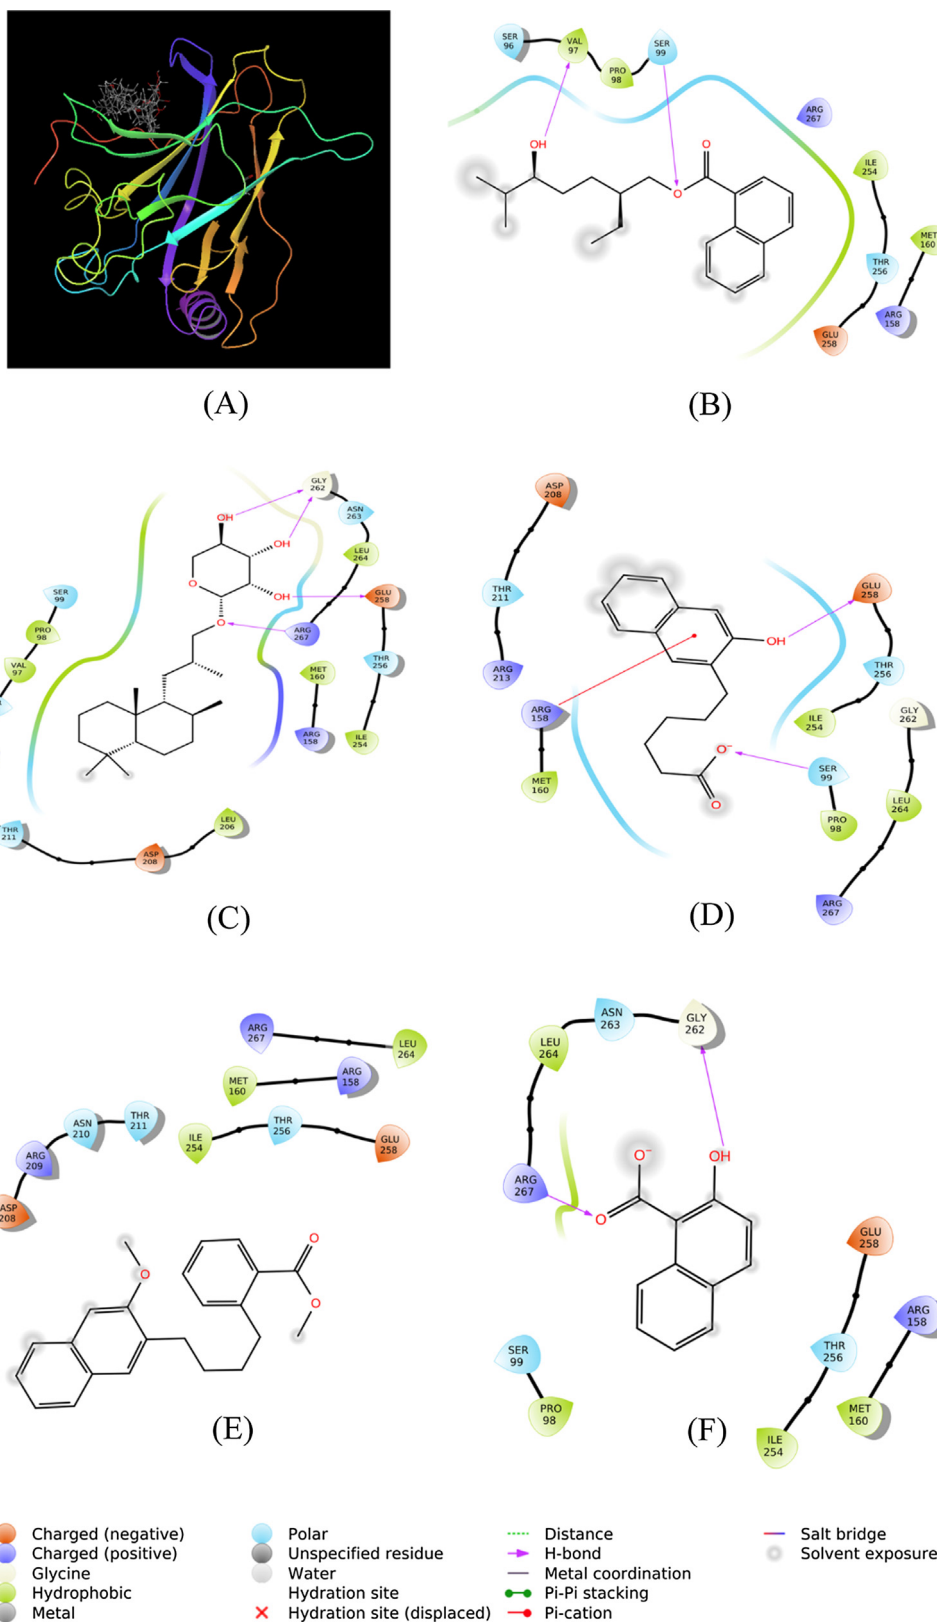 SER
96
VAL
97
PRO
98
SER
99
ARG
267
ILE
254
MET
160
THR
256
ARG
158
GLU
258
OH
O
O
(A)
(B)
GLY
262
ASN
263
LEU
264
GLU
258
ARG
267
THR
256
MET
160
ARG
158
ILE
254
SER
99
PRO
98
VAL
97
OH
OH
O
OH
O
THR
211
ASP
208
LEU
206
(C)
ASP
208
THR
211
ARG
213
ARG
158
MET
160
GLU
258
THR
256
ILE
254
GLY
262
SER
99
PRO
98
LEU
264
ARG
267
OH
O⁻
O
(D)
ARG
267
LEU
264
MET
160
ARG
158
THR
211
ASN
210
ARG
209
ASP
208
ILE
254
THR
256
GLU
258
O
O
O
(E)
ASN
263
GLY
262
LEU
264
ARG
267
O⁻
OH
O
GLU
258
ARG
158
THR
256
MET
160
ILE
254
SER
99
PRO
98
(F)
Charged (negative)
Charged (positive)
Glycine
Hydrophobic
Metal
Polar
Unspecified residue
Water
Hydration site
Hydration site (displaced)
Distance
H-bond
Metal coordination
Pi-Pi stacking
Pi-cation
Salt bridge
Solvent exposure